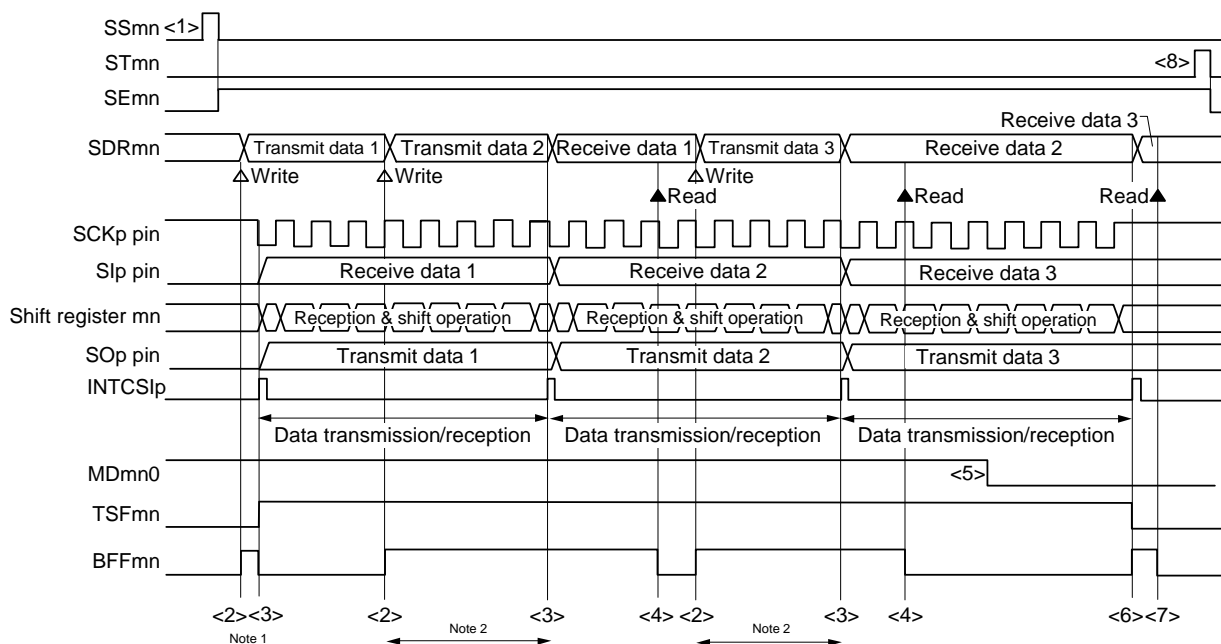 SSmn <1>
STmn <8>
SEmn
Receive data 3
SDRmn Transmit data 1 Transmit data 2 Receive data 1 Transmit data 3 Receive data 2
Write Write Write
Read Read Read
SCKp pin
SIp pin Receive data 1 Receive data 2 Receive data 3
Shift register mn Reception & shift operation Reception & shift operation Reception & shift operation
SOp pin Transmit data 1 Transmit data 2 Transmit data 3
INTCSIp
Data transmission/reception Data transmission/reception Data transmission/reception
MDmn0 <5>
TSFmn
BFFmn
<2> <3> <2> <3> <4> <2> <3> <4> <6> <7>
Note 1 Note 2 Note 2